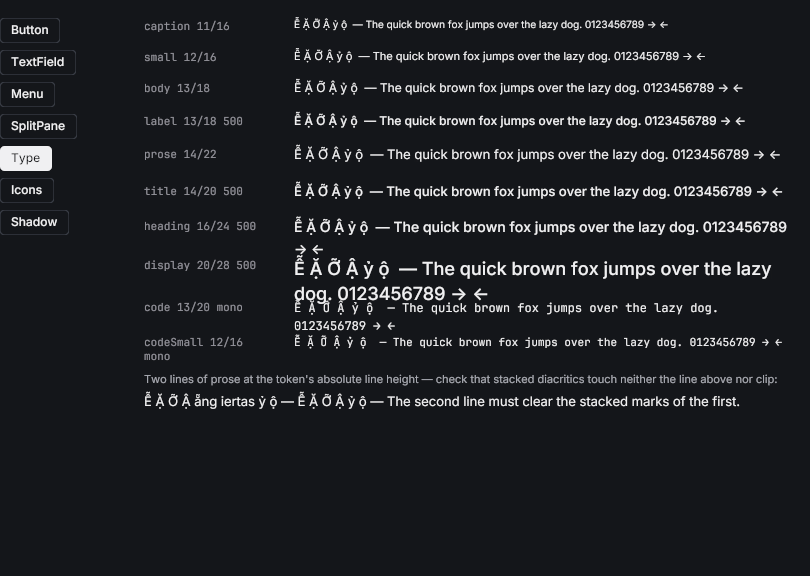 Button
TextField
Menu
SplitPane
Type
Icons
Shadow
caption 11/16 Ễ Ặ Ỡ Ậ ỷ ộ — The quick brown fox jumps over the lazy dog. 0123456789 → ←
small 12/16 Ễ Ặ Ỡ Ậ ỷ ộ — The quick brown fox jumps over the lazy dog. 0123456789 → ←
body 13/18 Ễ Ặ Ỡ Ậ ỷ ộ — The quick brown fox jumps over the lazy dog. 0123456789 → ←
label 13/18 500 Ễ Ặ Ỡ Ậ ỷ ộ — The quick brown fox jumps over the lazy dog. 0123456789 → ←
prose 14/22 Ễ Ặ Ỡ Ậ ỷ ộ — The quick brown fox jumps over the lazy dog. 0123456789 → ←
title 14/20 500 Ễ Ặ Ỡ Ậ ỷ ộ — The quick brown fox jumps over the lazy dog. 0123456789 → ←
heading 16/24 500 Ễ Ặ Ỡ Ậ ỷ ộ — The quick brown fox jumps over the lazy dog. 0123456789
→ ←
display 20/28 500 Ễ Ặ Ỡ Ậ ỷ ộ — The quick brown fox jumps over the lazy
dog. 0123456789 → ←
code 13/20 mono Ễ Ặ Ỡ Ậ ỷ ộ — The quick brown fox jumps over the lazy dog.
0123456789 → ←
codeSmall 12/16 Ễ Ặ Ỡ Ậ ỷ ộ — The quick brown fox jumps over the lazy dog. 0123456789 → ←
mono
Two lines of prose at the token's absolute line height — check that stacked diacritics touch neither the line above nor clip:
Ễ Ặ Ỡ Ậ ẫng iertas ỷ ộ — Ễ Ặ Ỡ Ậ ỷ ộ — The second line must clear the stacked marks of the first.